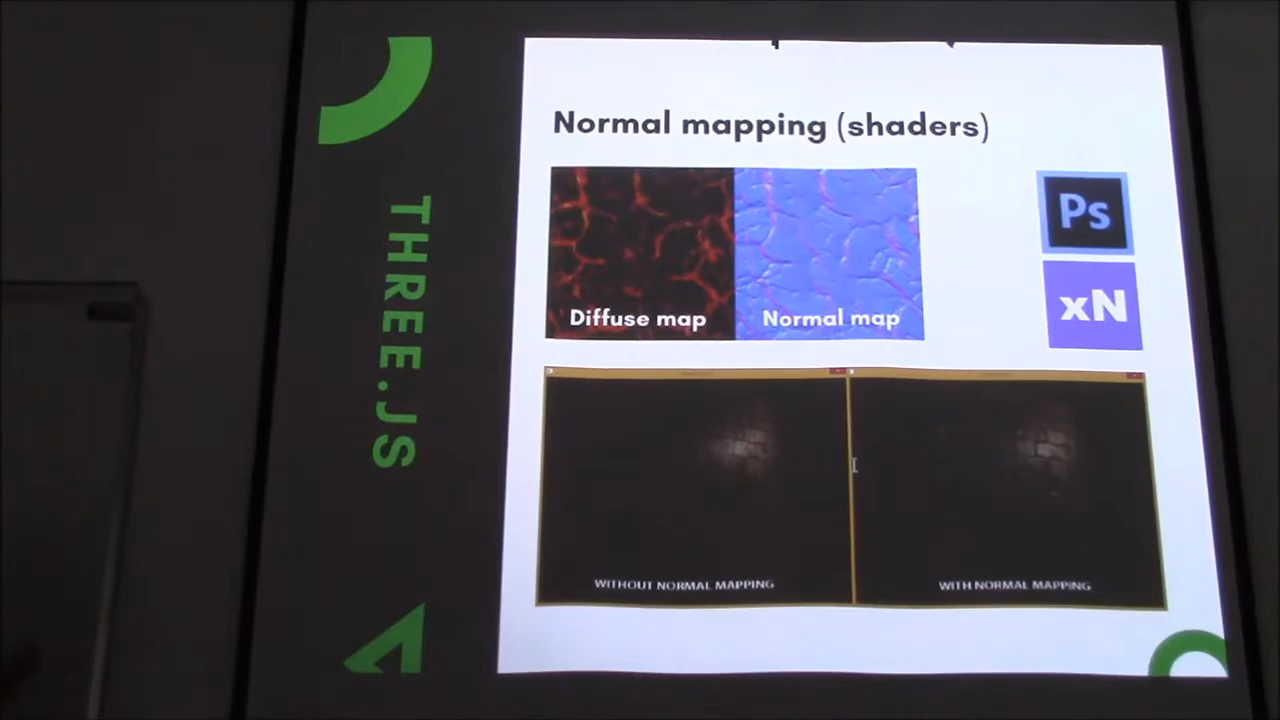 THREE.JS
Normal mapping (shaders)
Diffuse map
Normal map
Ps
xN
WITHOUT NORMAL MAPPING
WITH NORMAL MAPPING